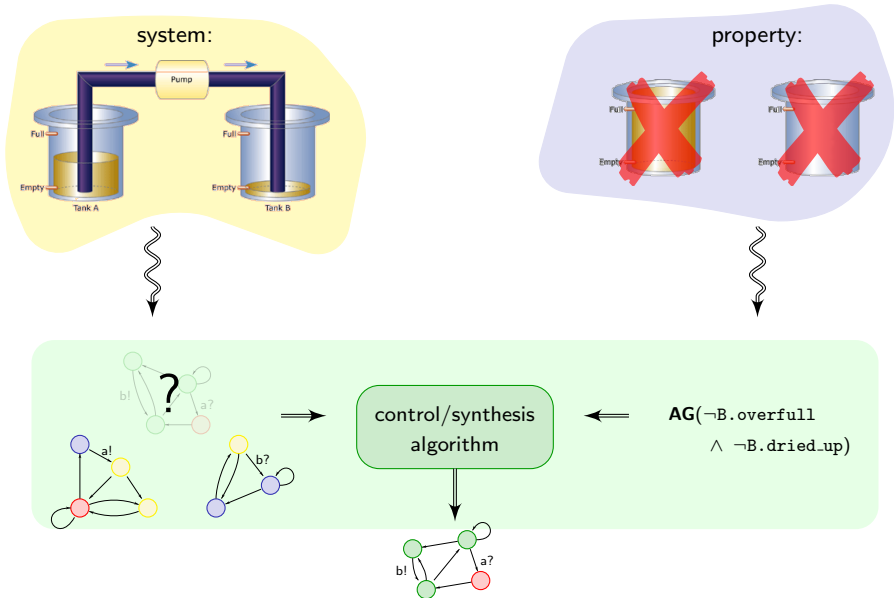 system:
property:
Pump
Full
Full
Empty
Empty
Tank A
Tank B
Full
Full
Empty
Empty
b!
?
a?
a!
b?
control/synthesis
algorithm
AG(¬B.overfull
∧ ¬B.dried_up)
b!
a?